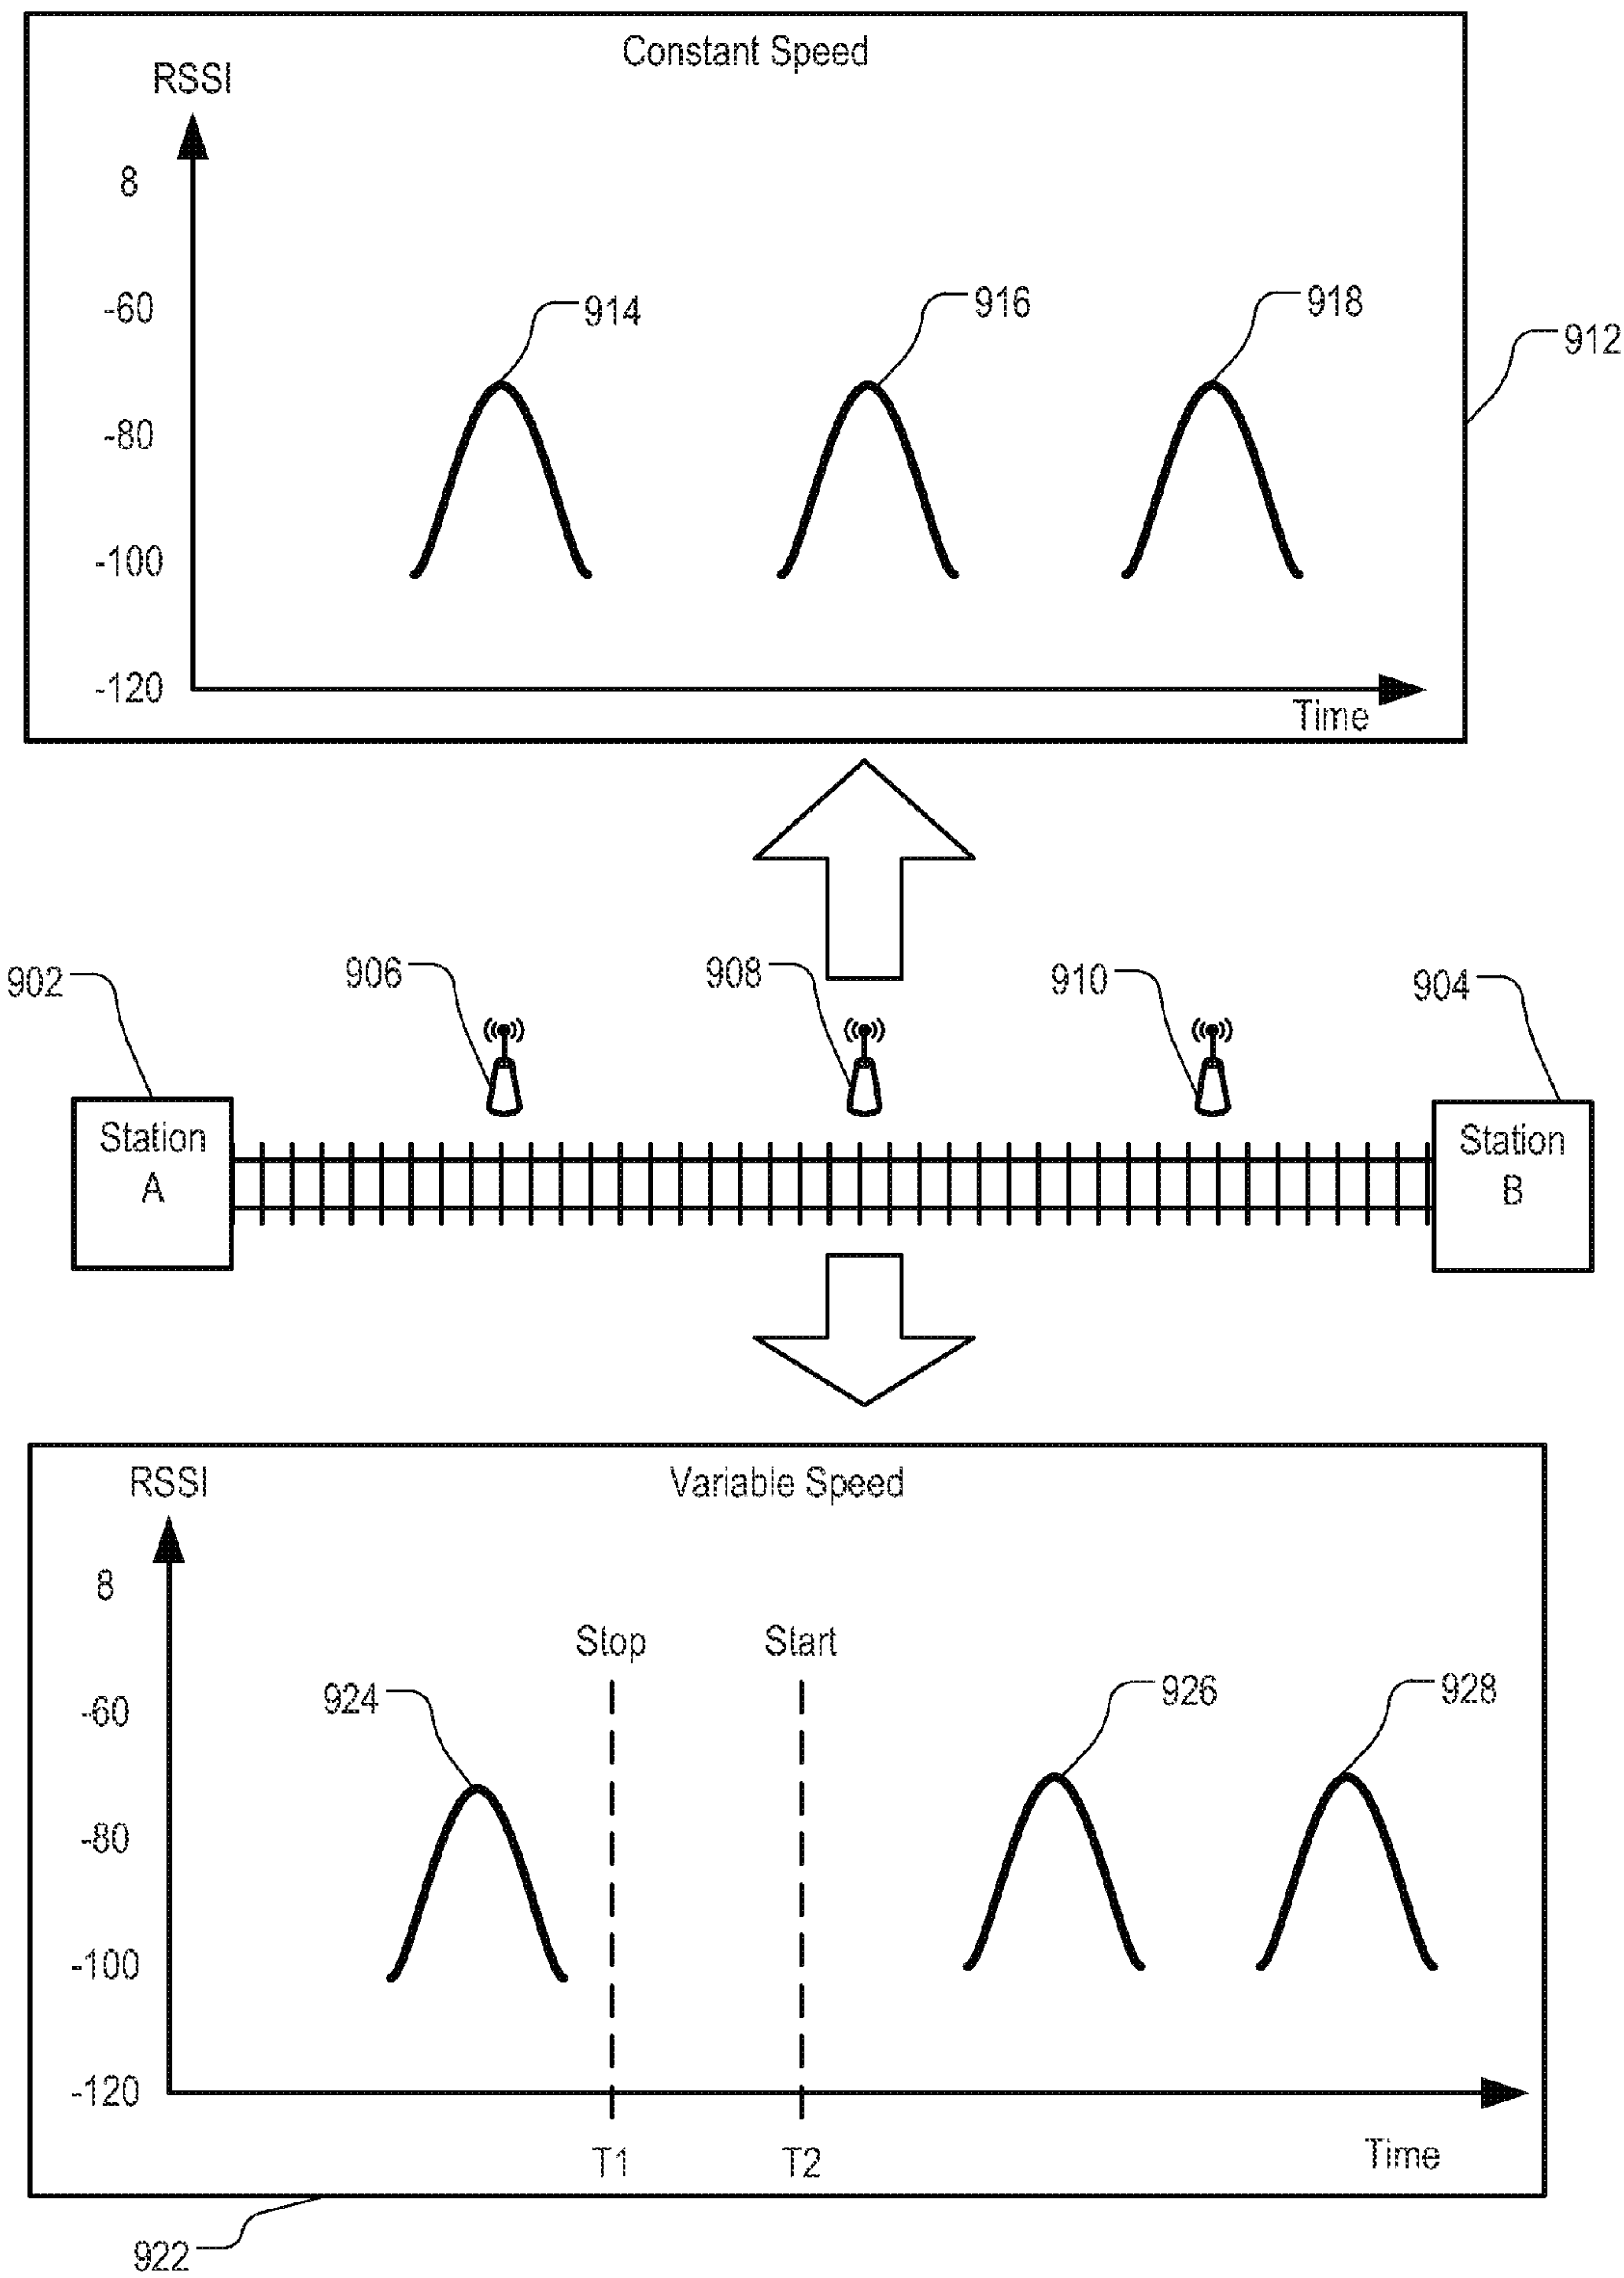 Constant Speed
RSSI
8
-60
914
916
918
912
-80
-100
-120
Time
902
906
908
910
904
Station
A
Station
B
RSSI
Variable Speed
8
Stop
Start
924
-60
926
928
-80
-100
-120
T1
T2
Time
922